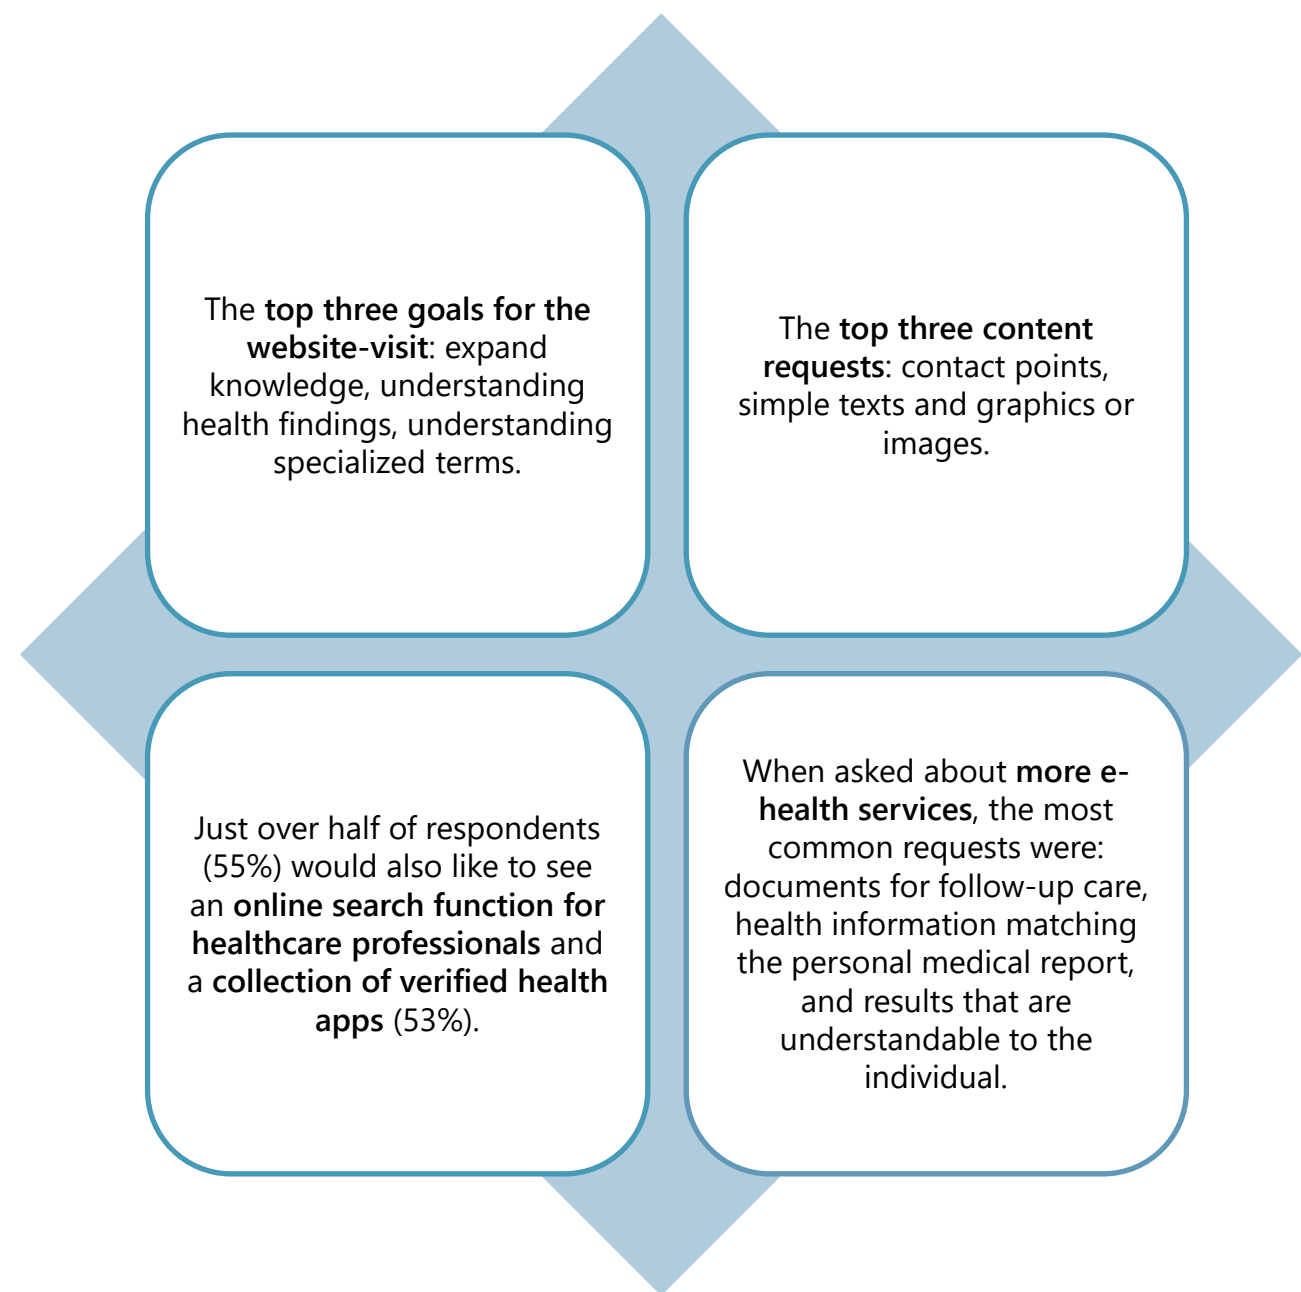 The top three goals for the
website-visit: expand
knowledge, understanding
health findings, understanding
specialized terms.
The top three content
requests: contact points,
simple texts and graphics or
images.
Just over half of respondents
(55%) would also like to see
an online search function for
healthcare professionals and
a collection of verified health
apps (53%).
When asked about more e-
health services, the most
common requests were:
documents for follow-up care,
health information matching
the personal medical report,
and results that are
understandable to the
individual.